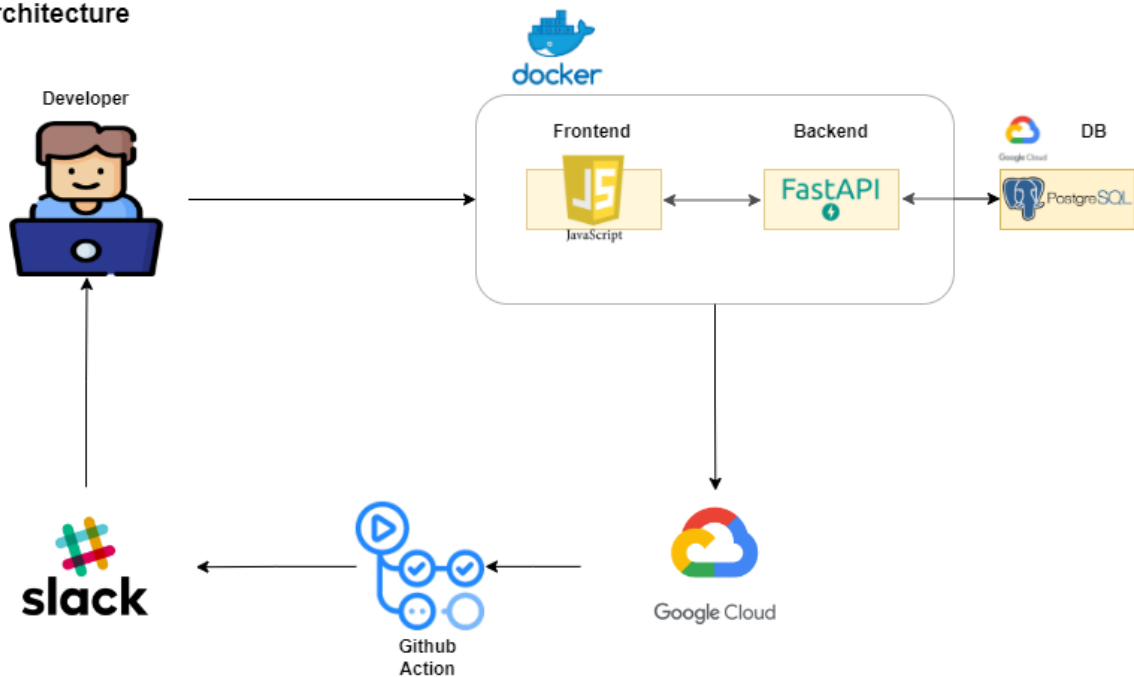 rchitecture
docker
Developer
Frontend
Backend
Google Cloud
DB
JS
JavaScript
FastAPI
PostgreSQL
slack
Github
Action
Google Cloud